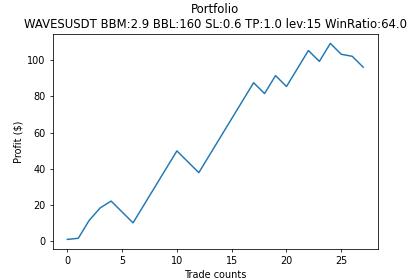 Portfolio
WAVESUSDT BBM:2.9 BBL:160 SL:0.6 TP:1.0 lev:15 WinRatio:64.0
100
80
60
40
20
0
Profit ($)
0 5 10 15 20 25
Trade counts